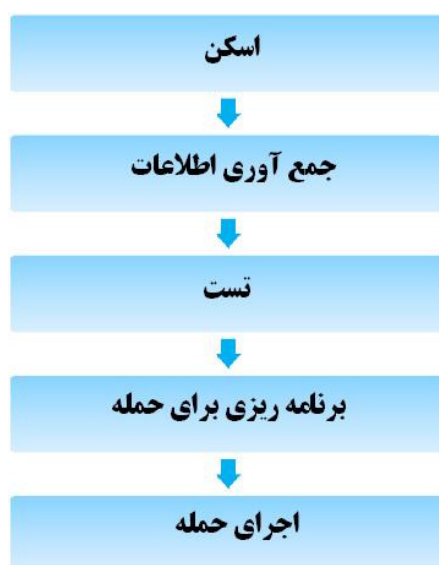 اسکن
جمع آوری اطلاعات
تست
برنامه ریزی برای حمله
اجرای حمله